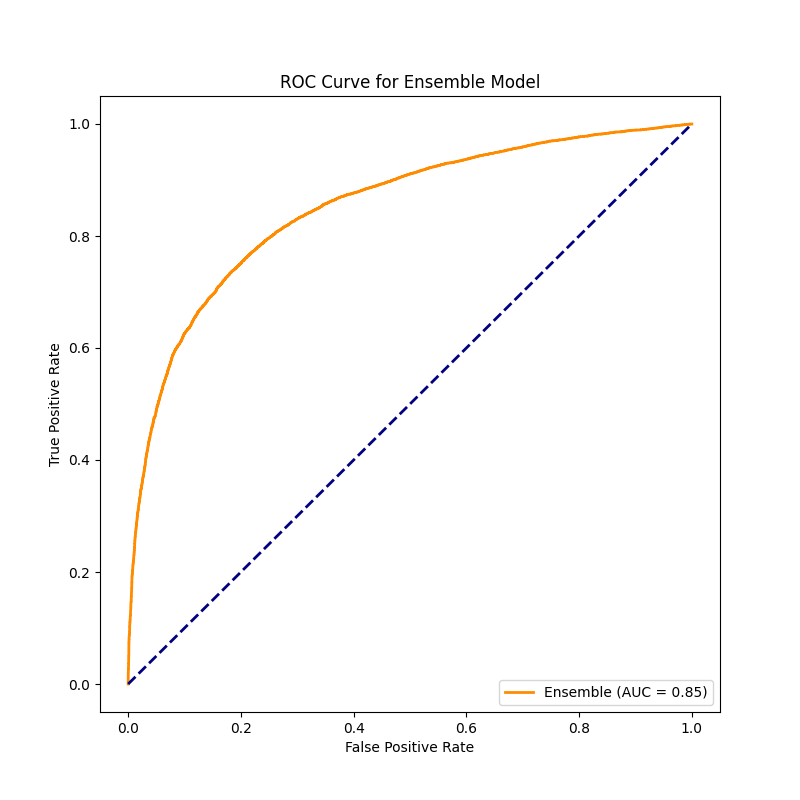 ROC Curve for Ensemble Model
1.0
0.8
0.6
0.4
0.2
0.0
True Positive Rate
Ensemble (AUC = 0.85)
0.0 0.2 0.4 0.6 0.8 1.0
False Positive Rate